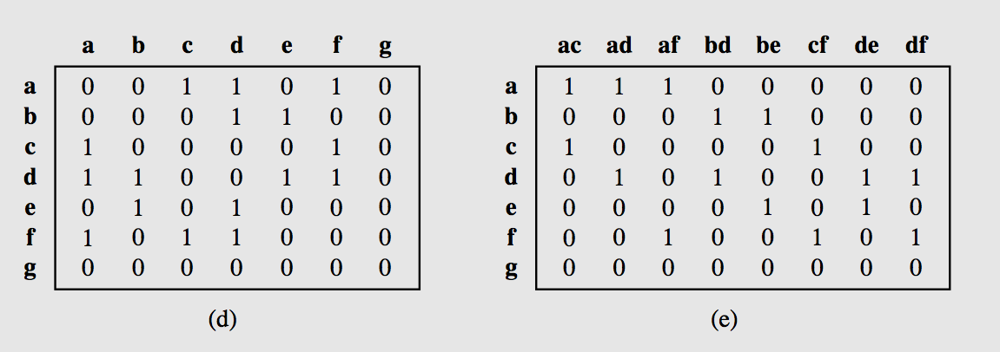 a b c d e f g
a 0 0 1 1 0 1 0
b 0 0 0 1 1 0 0
c 1 0 0 0 0 1 0
d 1 1 0 0 1 1 0
e 0 1 0 1 0 0 0
f 1 0 1 1 0 0 0
g 0 0 0 0 0 0 0
(d)
ac ad af bd be cf de df
a 1 1 1 0 0 0 0 0
b 0 0 0 1 1 0 0 0
c 1 0 0 0 0 1 0 0
d 0 1 0 1 0 0 1 1
e 0 0 0 0 1 0 1 0
f 0 0 1 0 0 1 0 1
g 0 0 0 0 0 0 0 0
(e)